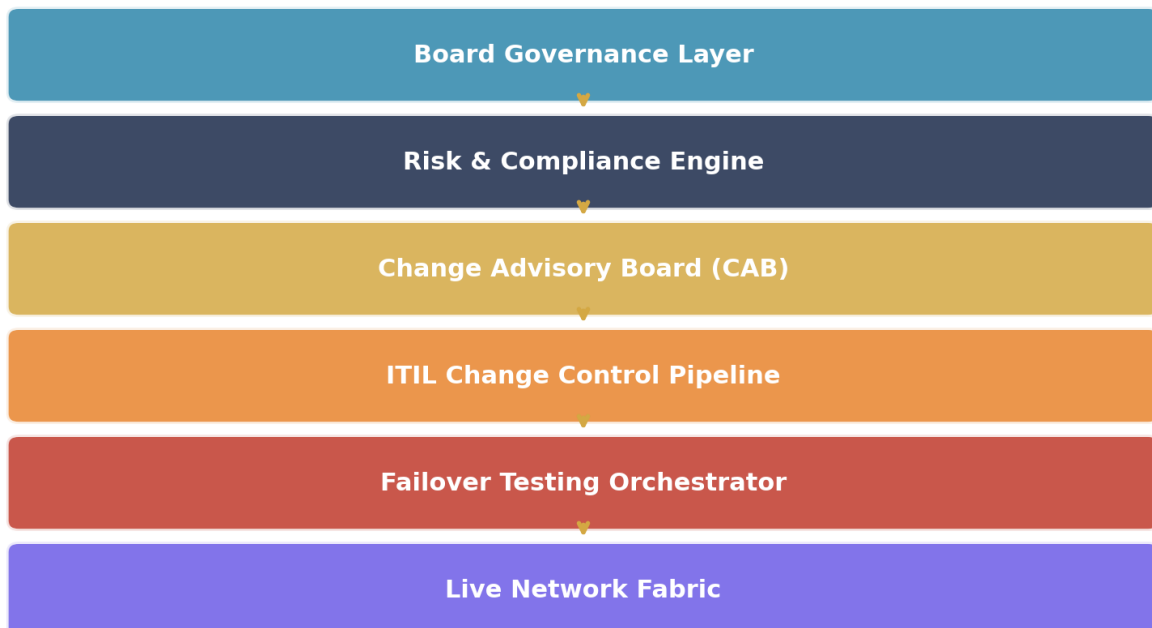 Board Governance Layer
Risk & Compliance Engine
Change Advisory Board (CAB)
ITIL Change Control Pipeline
Failover Testing Orchestrator
Live Network Fabric